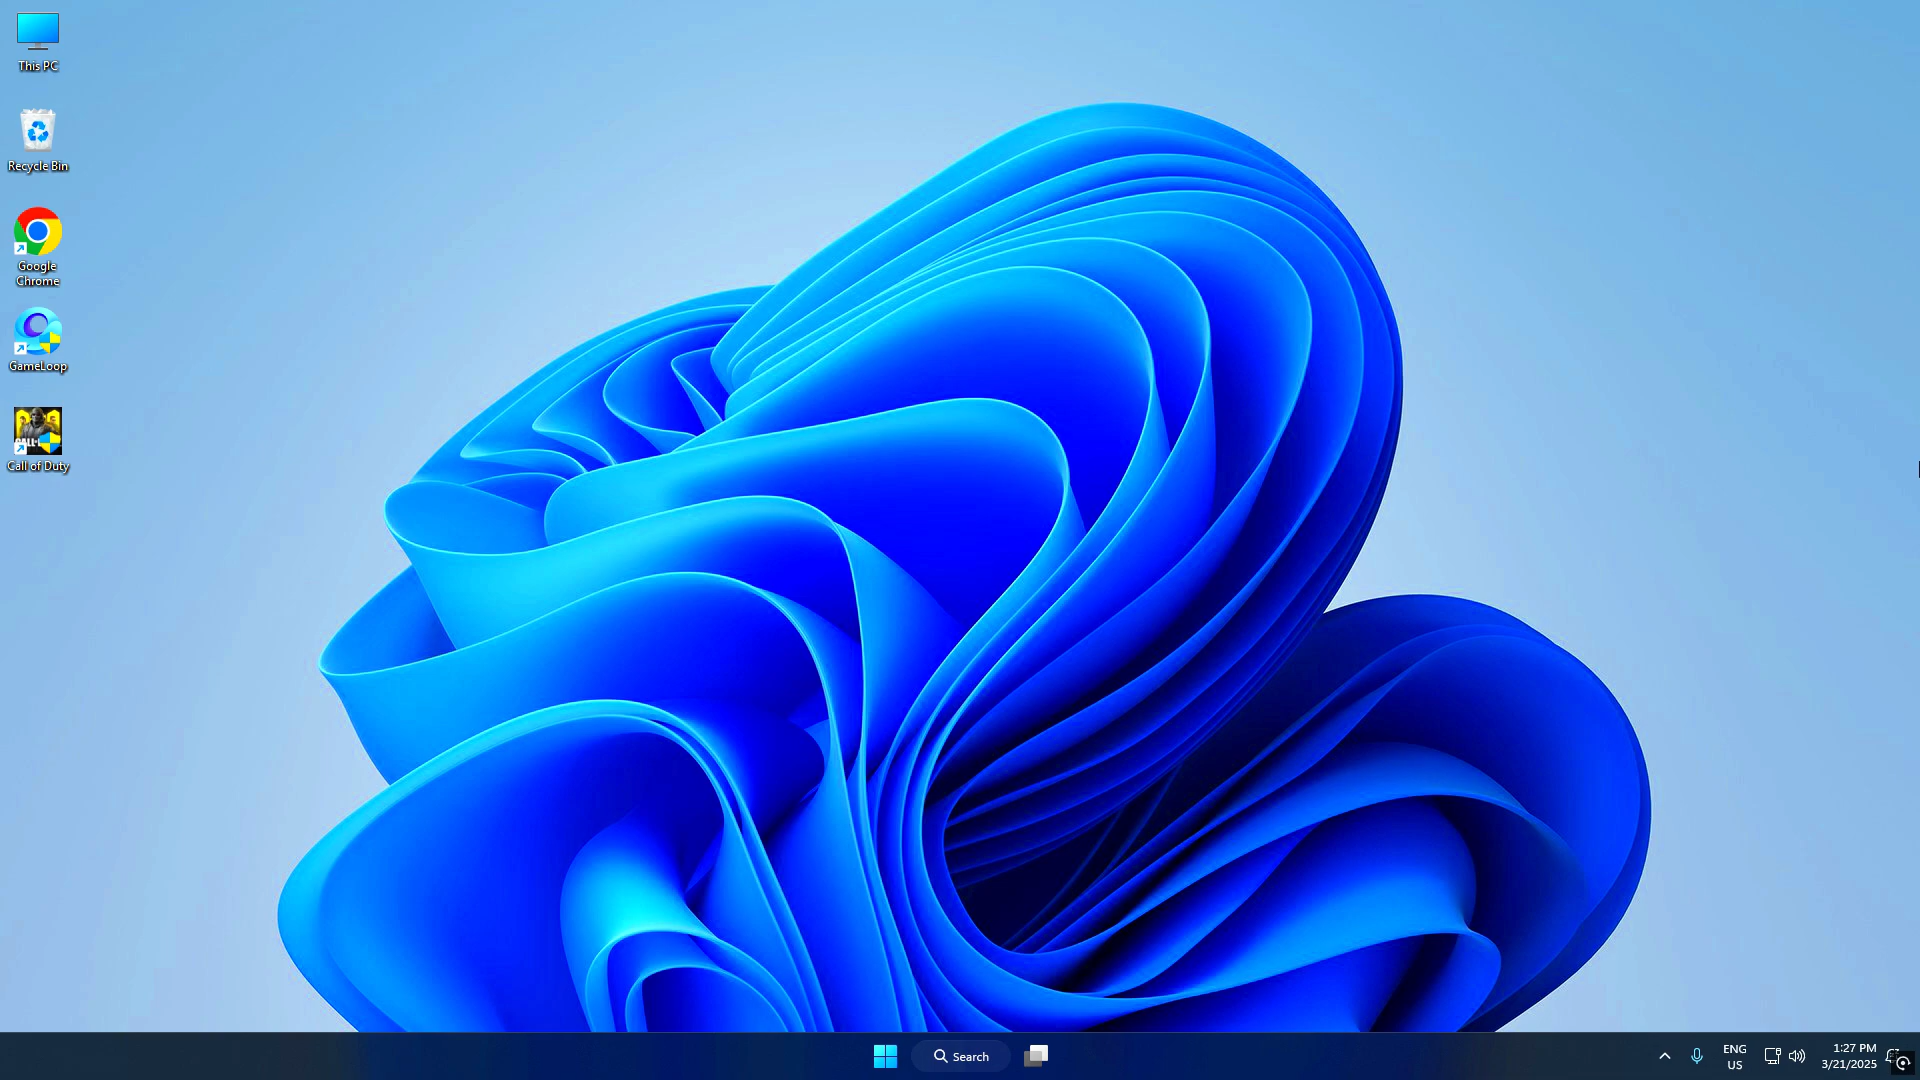 This PC
Recycle Bin
Google
Chrome
GameLoop
CALL
Call of Duty
Search
ENG
US
1:27 PM
3/21/2025